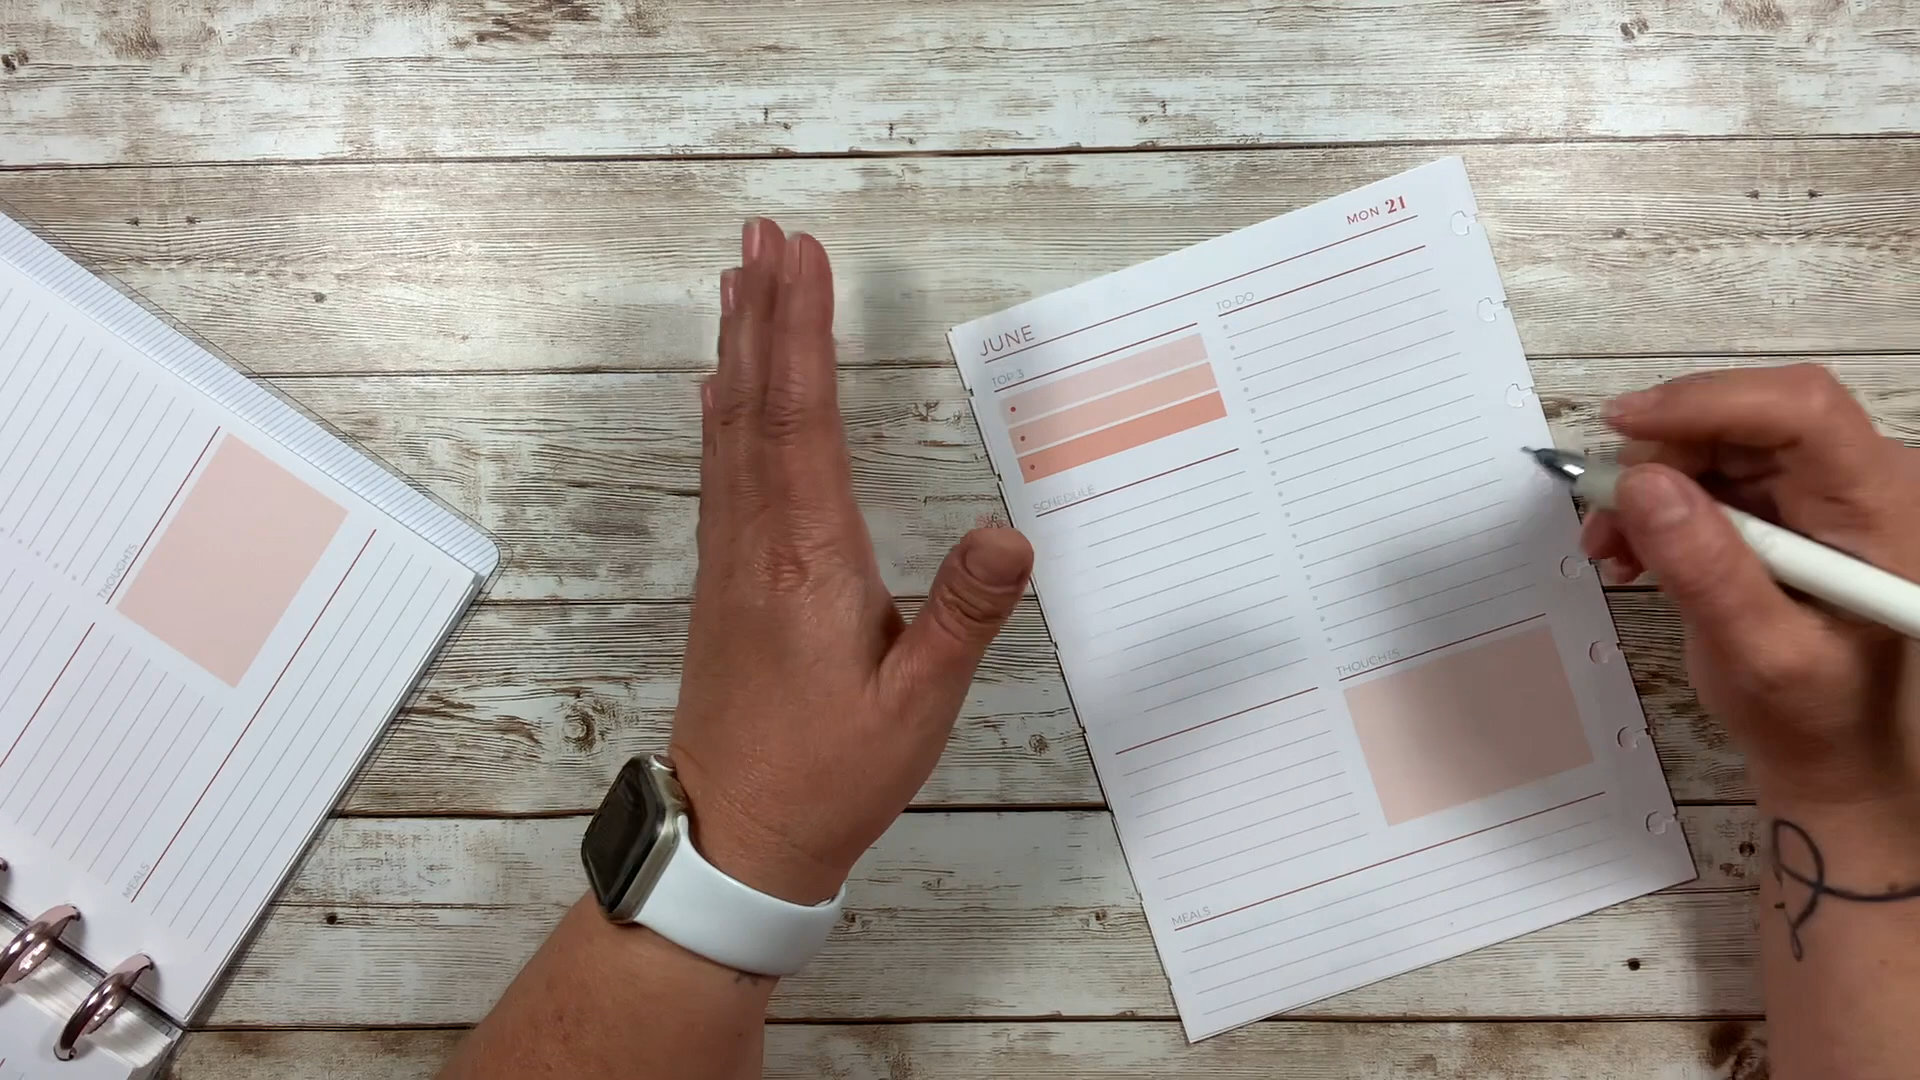 THOUGHTS
MEALS
JUNE
MON 21
TOP 3
TO-DO
SCHEDULE
THOUGHTS
MEALS